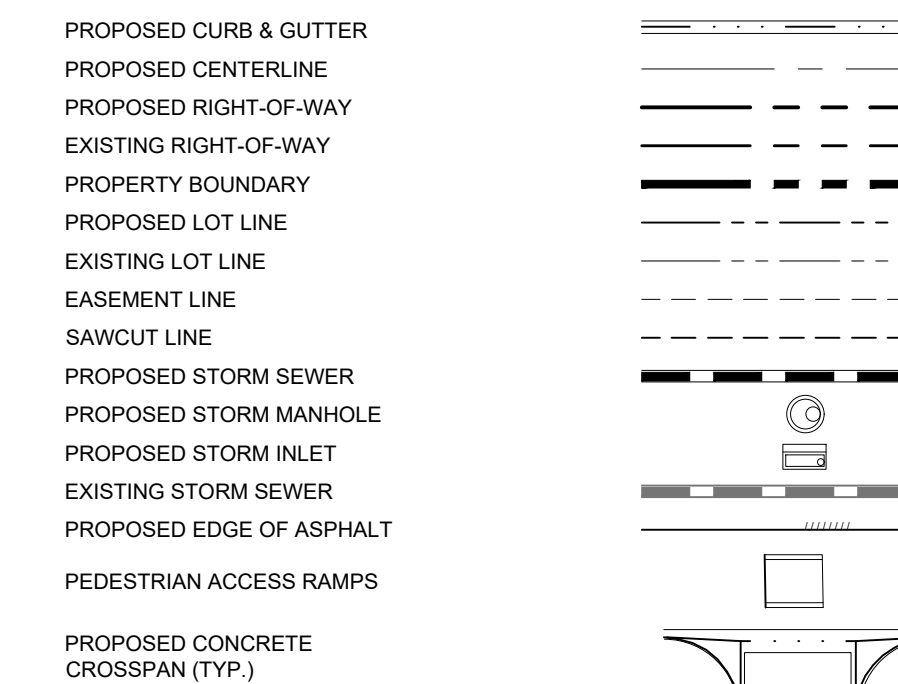 PROPOSED CURB & GUTTER
PROPOSED CENTERLINE
PROPOSED RIGHT-OF-WAY
EXISTING RIGHT-OF-WAY
PROPERTY BOUNDARY
PROPOSED LOT LINE
EXISTING LOT LINE
EASEMENT LINE
SAWCUT LINE
PROPOSED STORM SEWER
PROPOSED STORM MANHOLE
PROPOSED STORM INLET
EXISTING STORM SEWER
PROPOSED EDGE OF ASPHALT
PEDESTRIAN ACCESS RAMPS
PROPOSED CONCRETE
CROSSPAN (TYP.)